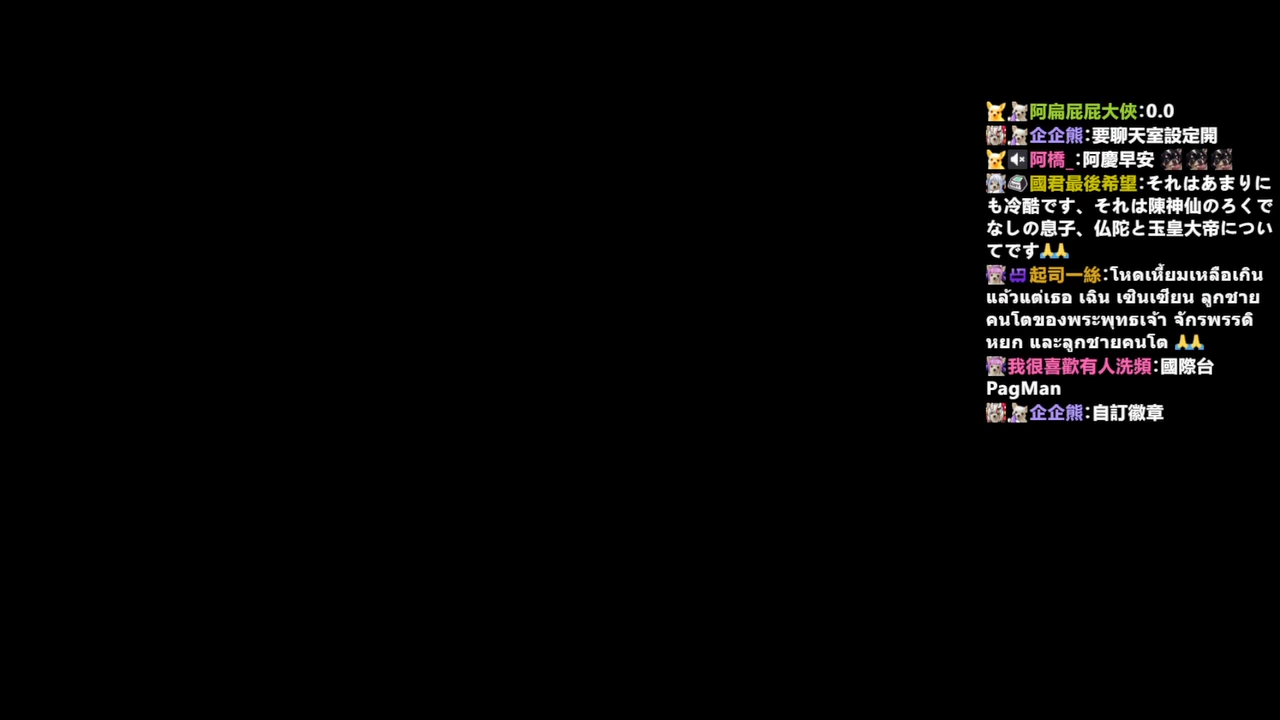 阿扁屁屁大俠:0.0
企企熊:要聊天室設定開
阿橋_:阿慶早安
國君最後希望:それはあまりに
も冷酷です、それは陳神仙のろくで
なしの息子、仏陀と玉皇大帝につい
てです🙏🙏
起司一絲:โหดเหี้ยมเหลือเกิน
แล้วแต่เธอ เฉิน เซินเซียน ลูกชาย
คนโตของพระพุทธเจ้า จักรพรรดิ
หยก และลูกชายคนโต 🙏🙏
我很喜歡有人洗頻:國際台
PagMan
企企熊:自訂徽章